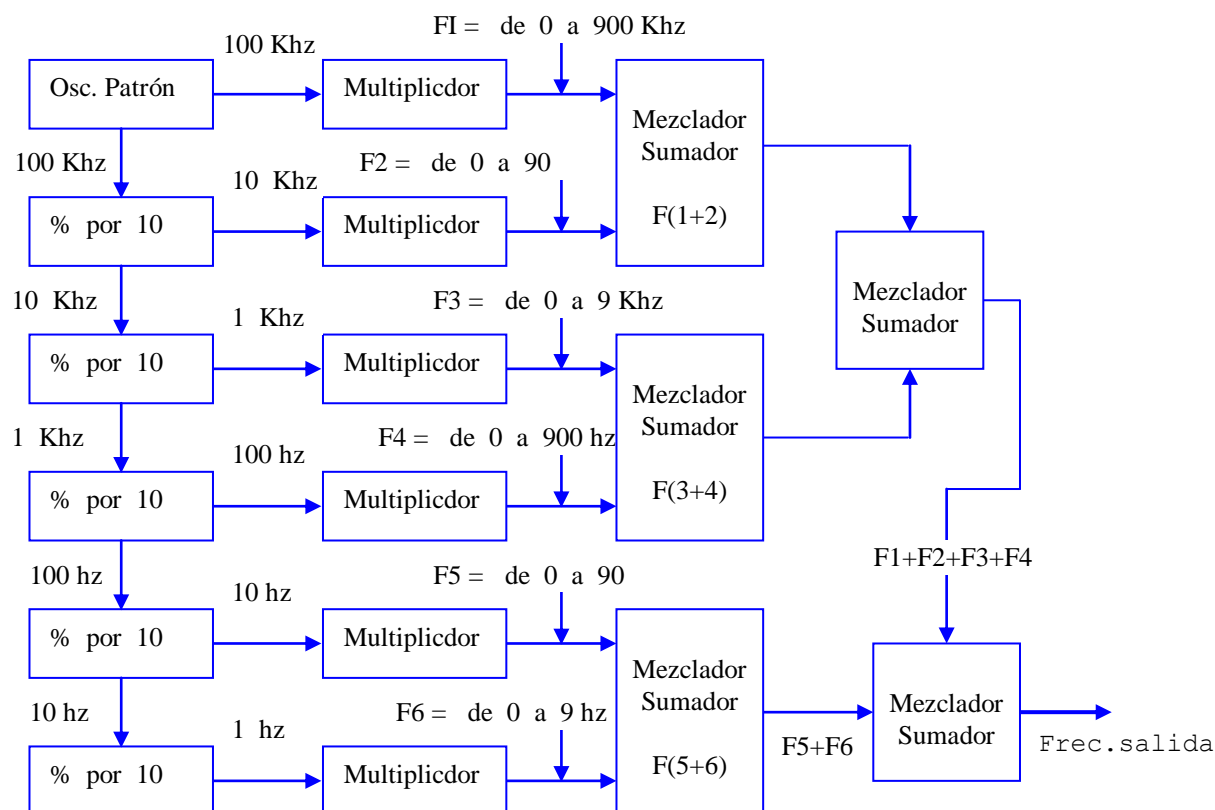 FI = de 0 a 900 Khz
100 Khz
Osc. Patrón
Multiplicdor
Mezclador
Sumador
F(1+2)
100 Khz
F2 = de 0 a 90
10 Khz
% por 10
Multiplicdor
Mezclador
Sumador
10 Khz
F3 = de 0 a 9 Khz
1 Khz
% por 10
Multiplicdor
Mezclador
Sumador
F(3+4)
1 Khz
F4 = de 0 a 900 hz
100 hz
% por 10
Multiplicdor
F1+F2+F3+F4
100 hz
F5 = de 0 a 90
10 hz
% por 10
Multiplicdor
Mezclador
Sumador
F(5+6)
10 hz
F6 = de 0 a 9 hz
1 hz
% por 10
Multiplicdor
F5+F6
Mezclador
Sumador
Frec.salida